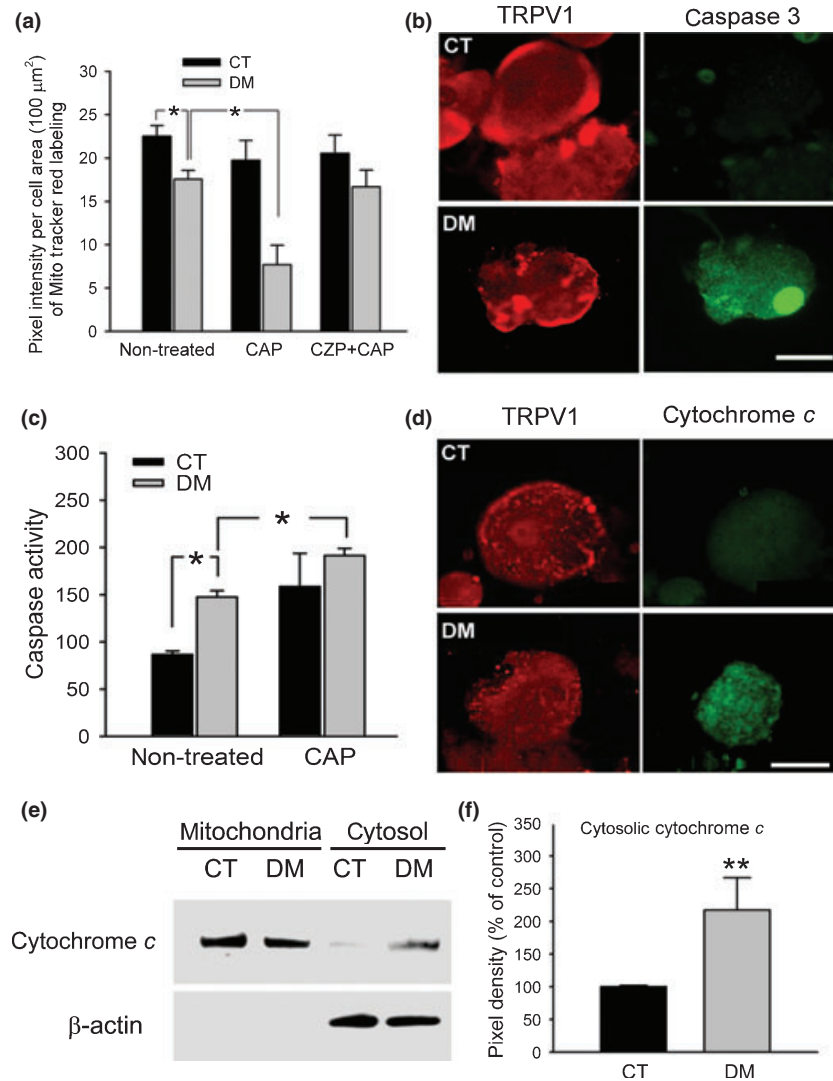 (a)
Pixel intensity per cell area (100 μm²)
of Mito tracker red labeling
30
25
20
15
10
5
0
CT
DM
*
*
Non-treated CAP CZP+CAP
(b)
TRPV1 Caspase 3
CT
DM
(c)
Caspase activity
300
250
200
150
100
50
0
CT
DM
*
*
Non-treated CAP
(d)
TRPV1 Cytochrome c
CT
DM
(e)
Mitochondria Cytosol
CT DM CT DM
Cytochrome c
β-actin
(f)
Pixel density (% of control)
350
300
250
200
150
100
50
0
Cytosolic cytochrome c
**
CT DM